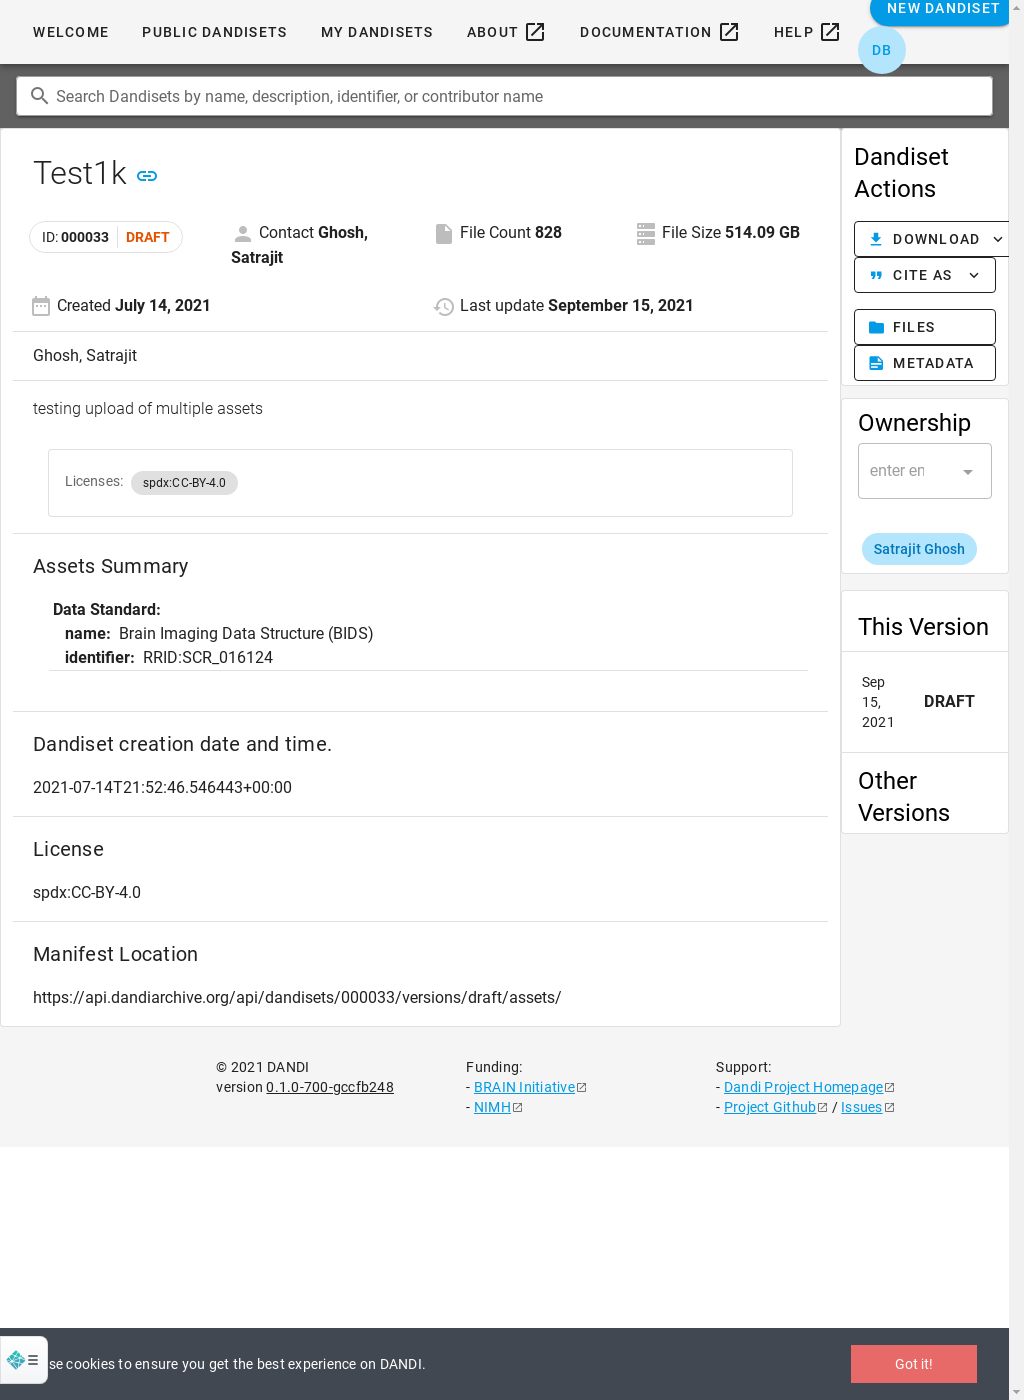 WELCOME
PUBLIC DANDISETS
MY DANDISETS
ABOUT
DOCUMENTATION
HELP
NEW DANDISET
DB
Search Dandisets by name, description, identifier, or contributor name
Test1k
ID: 000033 DRAFT
Contact Ghosh,
Satrajit
File Count 828
File Size 514.09 GB
Created July 14, 2021
Last update September 15, 2021
Ghosh, Satrajit
testing upload of multiple assets
Licenses: spdx:CC-BY-4.0
Assets Summary
Data Standard:
name: Brain Imaging Data Structure (BIDS)
identifier: RRID:SCR_016124
Dandiset creation date and time.
2021-07-14T21:52:46.546443+00:00
License
spdx:CC-BY-4.0
Manifest Location
https://api.dandiarchive.org/api/dandisets/000033/versions/draft/assets/
Dandiset
Actions
DOWNLOAD
CITE AS
FILES
METADATA
Ownership
enter en
Satrajit Ghosh
This Version
Sep
15,
2021
DRAFT
Other
Versions
© 2021 DANDI
version 0.1.0-700-gccfb248
Funding:
- BRAIN Initiative
- NIMH
Support:
- Dandi Project Homepage
- Project Github / Issues
se cookies to ensure you get the best experience on DANDI.
Got it!